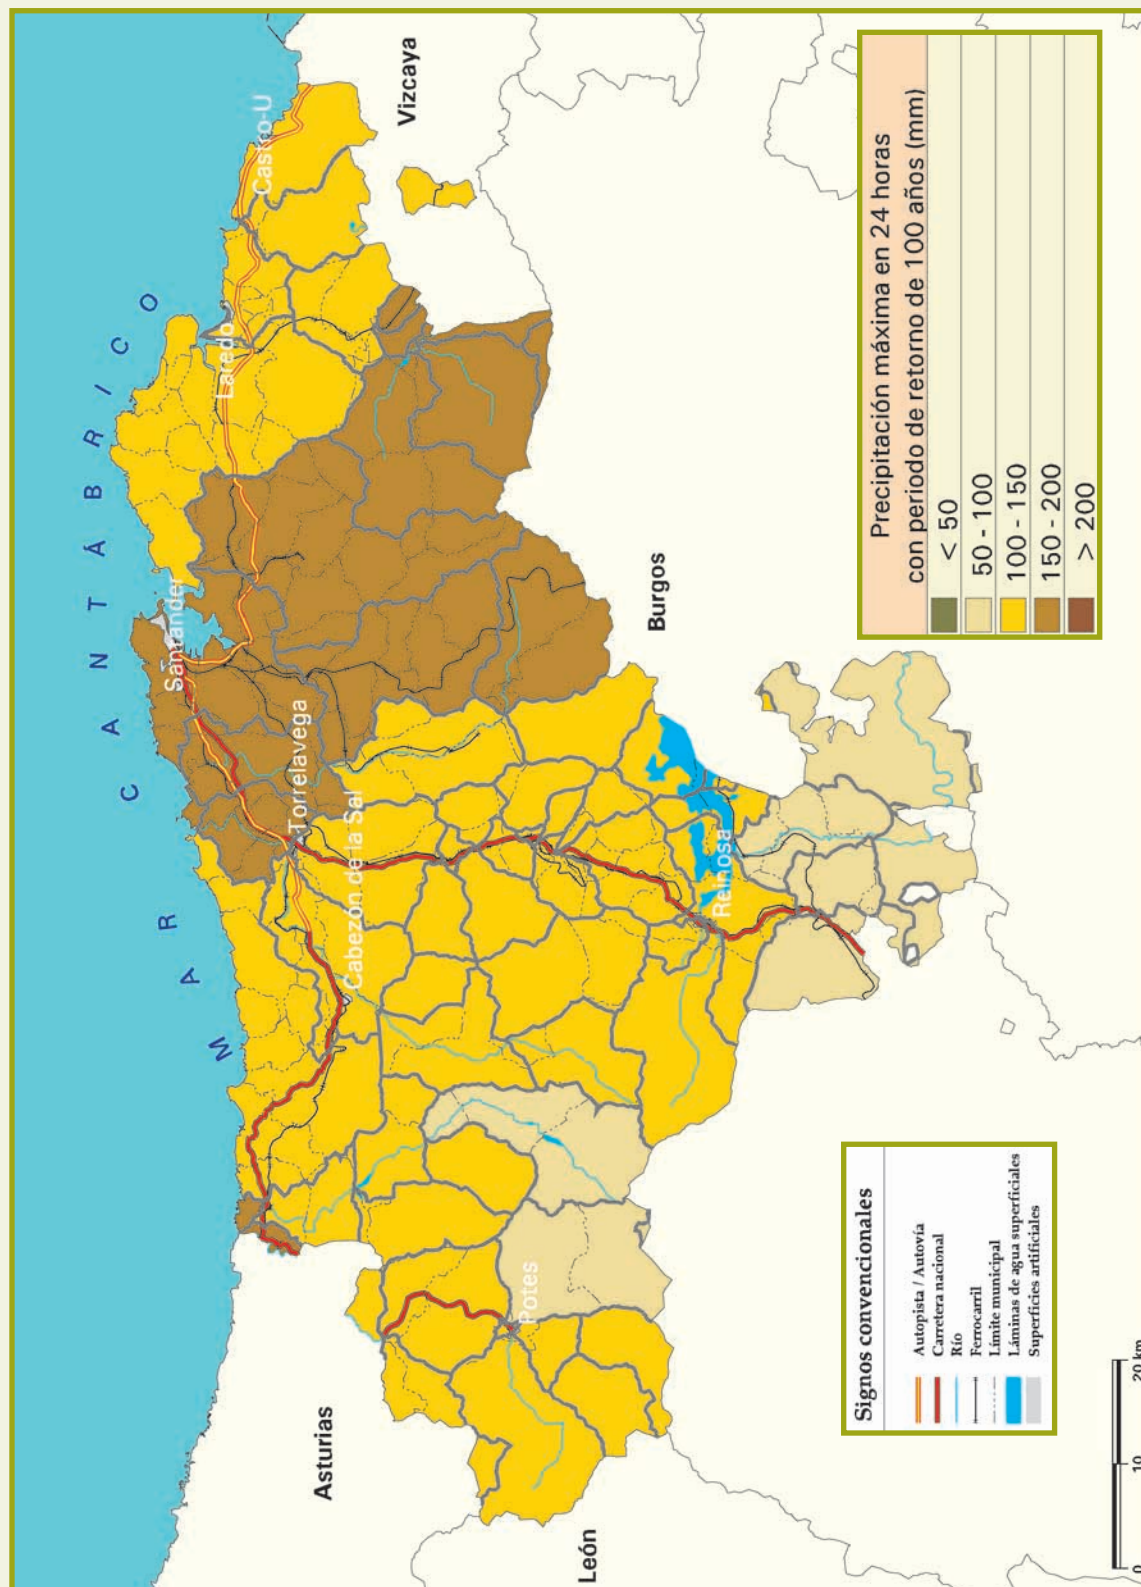 MAR CANTÁBRICO
Asturias
León
Burgos
Vizcaya
Potes
Cabezón de la Sal
Torrelavega
Santander
Laredo
Castro-U
Reinosa
Signos convencionales
Autopista / Autovía
Carretera nacional
Río
Ferrocarril
Límite municipal
Láminas de agua superficiales
Superficies artificiales
0 10 20 km
Precipitación máxima en 24 horas
con periodo de retorno de 100 años (mm)
< 50
50 - 100
100 - 150
150 - 200
> 200